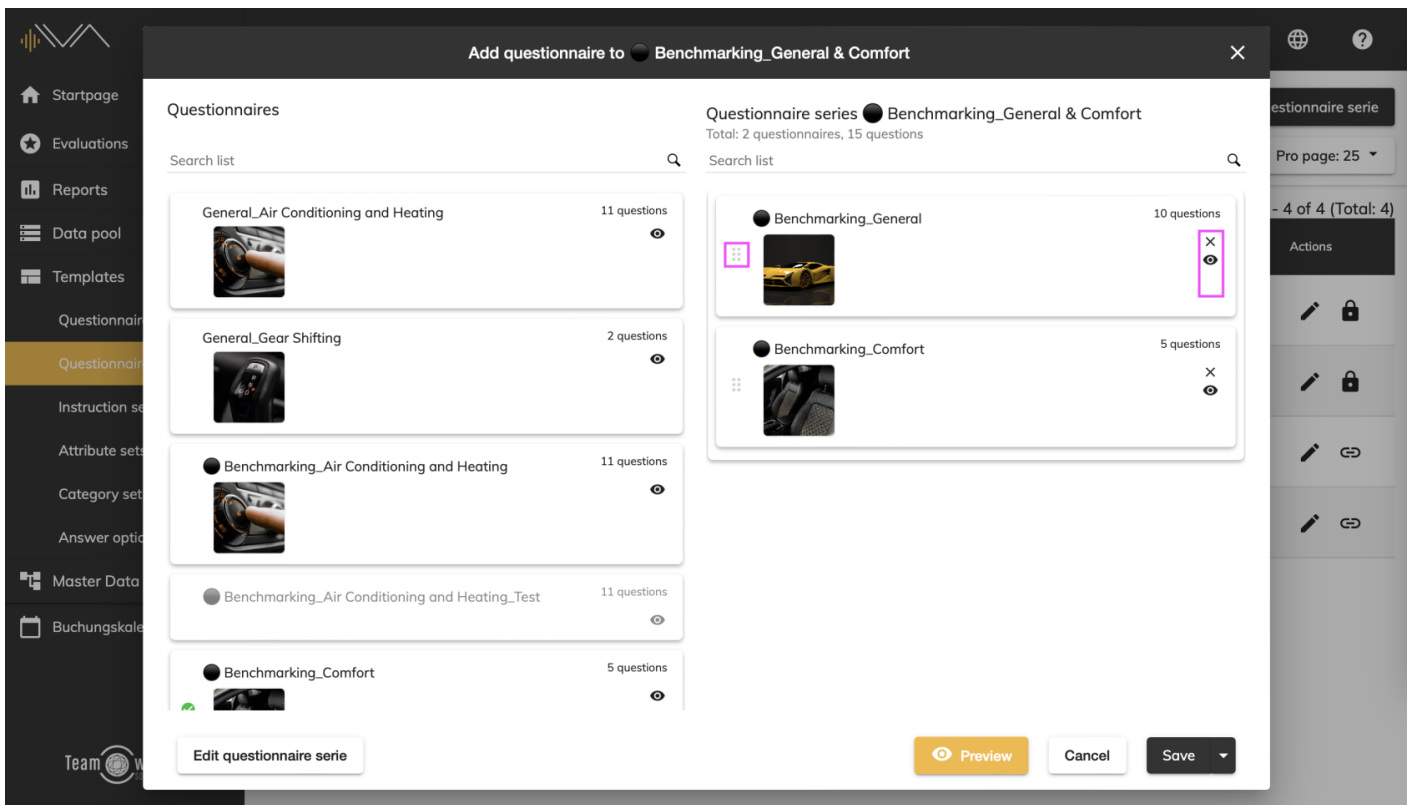 Add questionnaire to Benchmarking_General & Comfort
Startpage
Evaluations
Reports
Data pool
Templates
Questionnair
Questionnair
Instruction se
Attribute sets
Category set
Answer optio
Master Data
Buchungskale
Team w
Questionnaires
Search list
General_Air Conditioning and Heating
11 questions
General_Gear Shifting
2 questions
Benchmarking_Air Conditioning and Heating
11 questions
Benchmarking_Air Conditioning and Heating_Test
11 questions
Benchmarking_Comfort
5 questions
Questionnaire series Benchmarking_General & Comfort
Total: 2 questionnaires, 15 questions
Search list
Benchmarking_General
10 questions
Benchmarking_Comfort
5 questions
Edit questionnaire serie
Preview
Cancel
Save
estionnaire serie
Pro page: 25
- 4 of 4 (Total: 4)
Actions